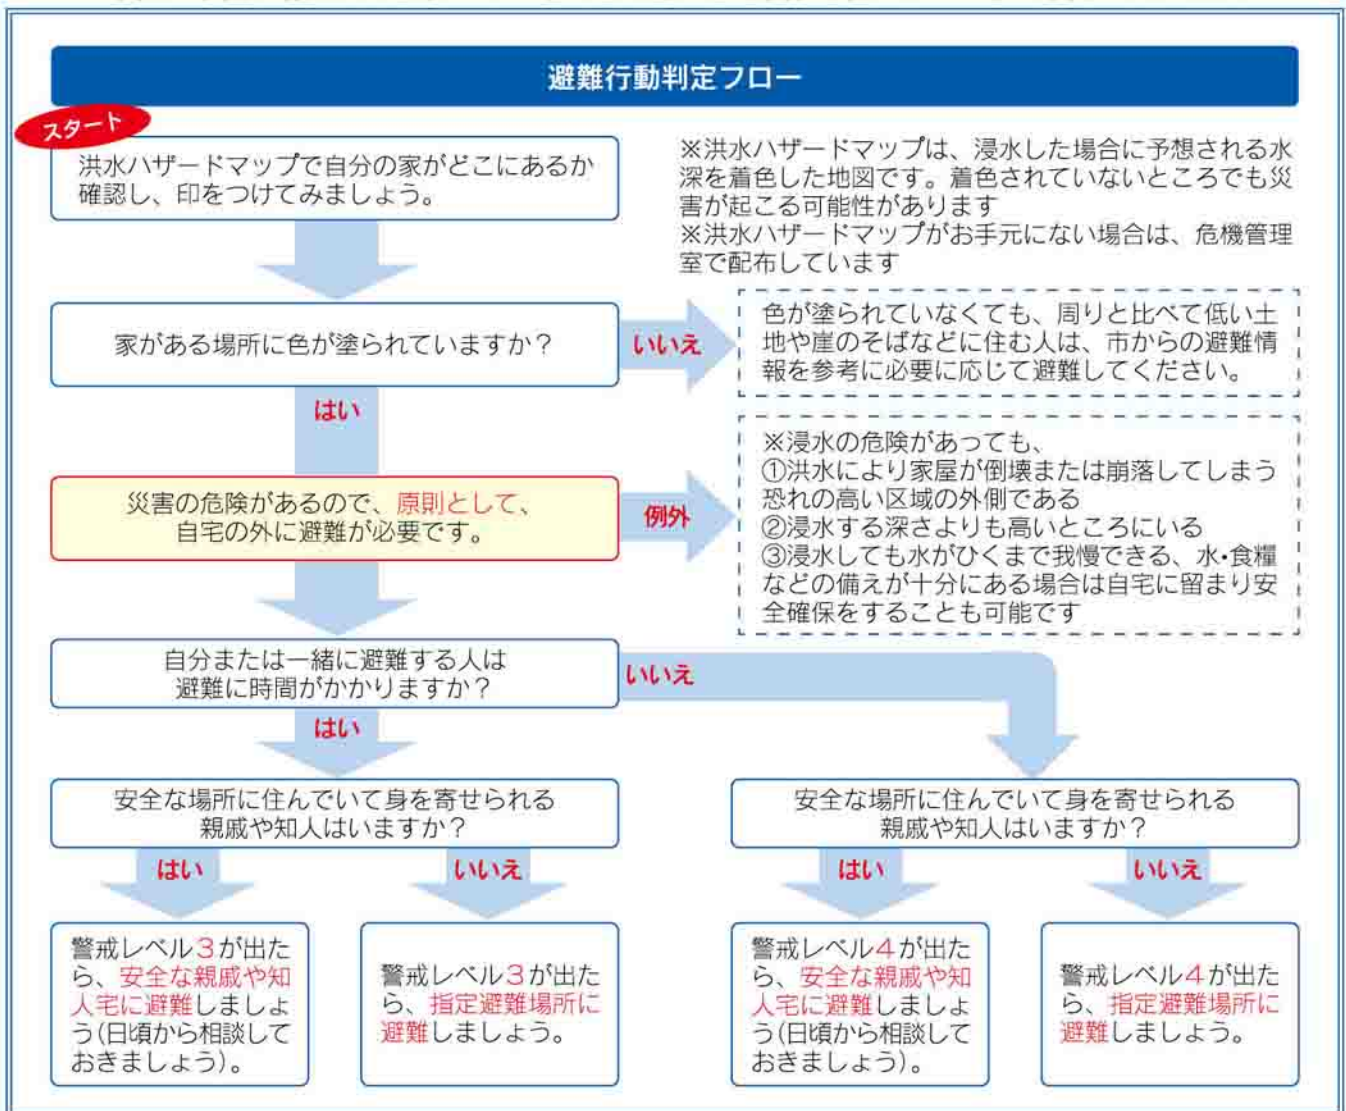 避難行動判定フロー
スタート
洪水ハザードマップで自分の家がどこにあるか
確認し、印をつけてみましょう。
※洪水ハザードマップは、浸水した場合に予想される水
深を着色した地図です。着色されていないところでも災
害が起こる可能性があります
※洪水ハザードマップがお手元にない場合は、危機管理
室で配布しています
家がある場所に色が塗られていますか？
いいえ
色が塗られていなくても、周りと比べて低い土
地や崖のそばなどに住む人は、市からの避難情
報を参考に必要に応じて避難してください。
はい
災害の危険があるので、原則として、
自宅の外に避難が必要です。
例外
※浸水の危険があっても、
①洪水により家屋が倒壊または崩落してしまう
恐れの高い区域の外側である
②浸水する深さよりも高いところにいる
③浸水しても水がひくまで我慢できる、水・食糧
などの備えが十分にある場合は自宅に留まり安
全確保をすることも可能です
自分または一緒に避難する人は
避難に時間がかかりますか？
いいえ
はい
安全な場所に住んでいて身を寄せられる
親戚や知人はいますか？
安全な場所に住んでいて身を寄せられる
親戚や知人はいますか？
はい
いいえ
はい
いいえ
警戒レベル3が出た
ら、安全な親戚や知
人宅に避難しましょ
う(日頃から相談して
おきましょう)。
警戒レベル3が出た
ら、指定避難場所に
避難しましょう。
警戒レベル4が出た
ら、安全な親戚や知
人宅に避難しましょ
う(日頃から相談して
おきましょう)。
警戒レベル4が出た
ら、指定避難場所に
避難しましょう。